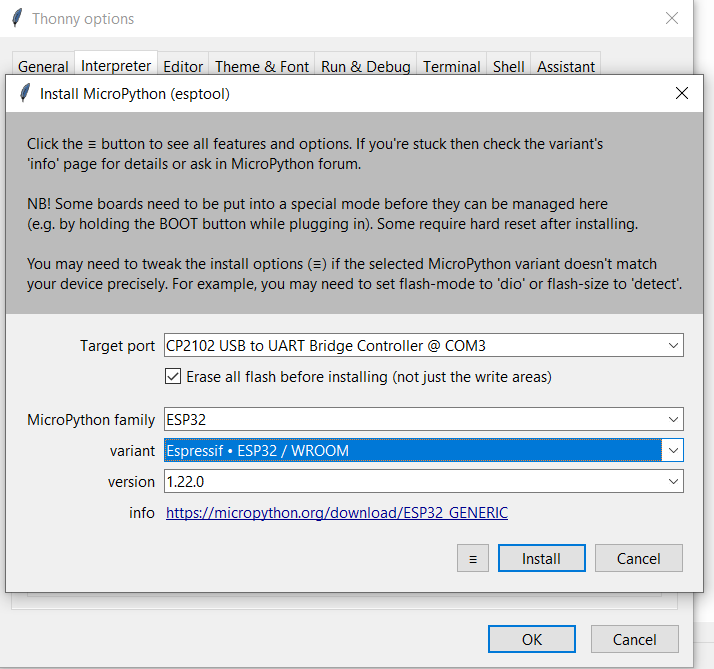 Thonny options
General Interpreter Editor Theme & Font Run & Debug Terminal Shell Assistant
Install MicroPython (esptool)
Click the ≡ button to see all features and options. If you're stuck then check the variant's
'info' page for details or ask in MicroPython forum.
NB! Some boards need to be put into a special mode before they can be managed here
(e.g. by holding the BOOT button while plugging in). Some require hard reset after installing.
You may need to tweak the install options (≡) if the selected MicroPython variant doesn't match
your device precisely. For example, you may need to set flash-mode to 'dio' or flash-size to 'detect'.
Target port CP2102 USB to UART Bridge Controller @ COM3
Erase all flash before installing (not just the write areas)
MicroPython family ESP32
variant Espressif • ESP32 / WROOM
version 1.22.0
info https://micropython.org/download/ESP32_GENERIC
≡ Install Cancel
OK Cancel